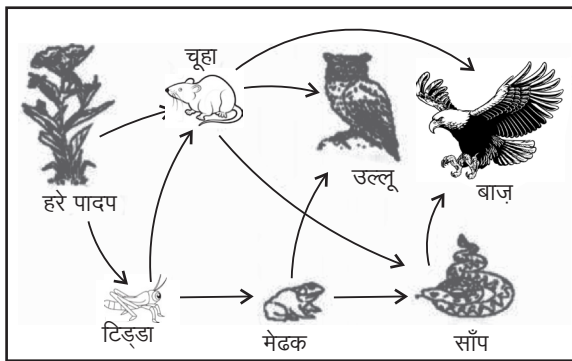 चूहा
हरे पादप
उल्लू
बाज़
टिड्डा
मेढक
साँप